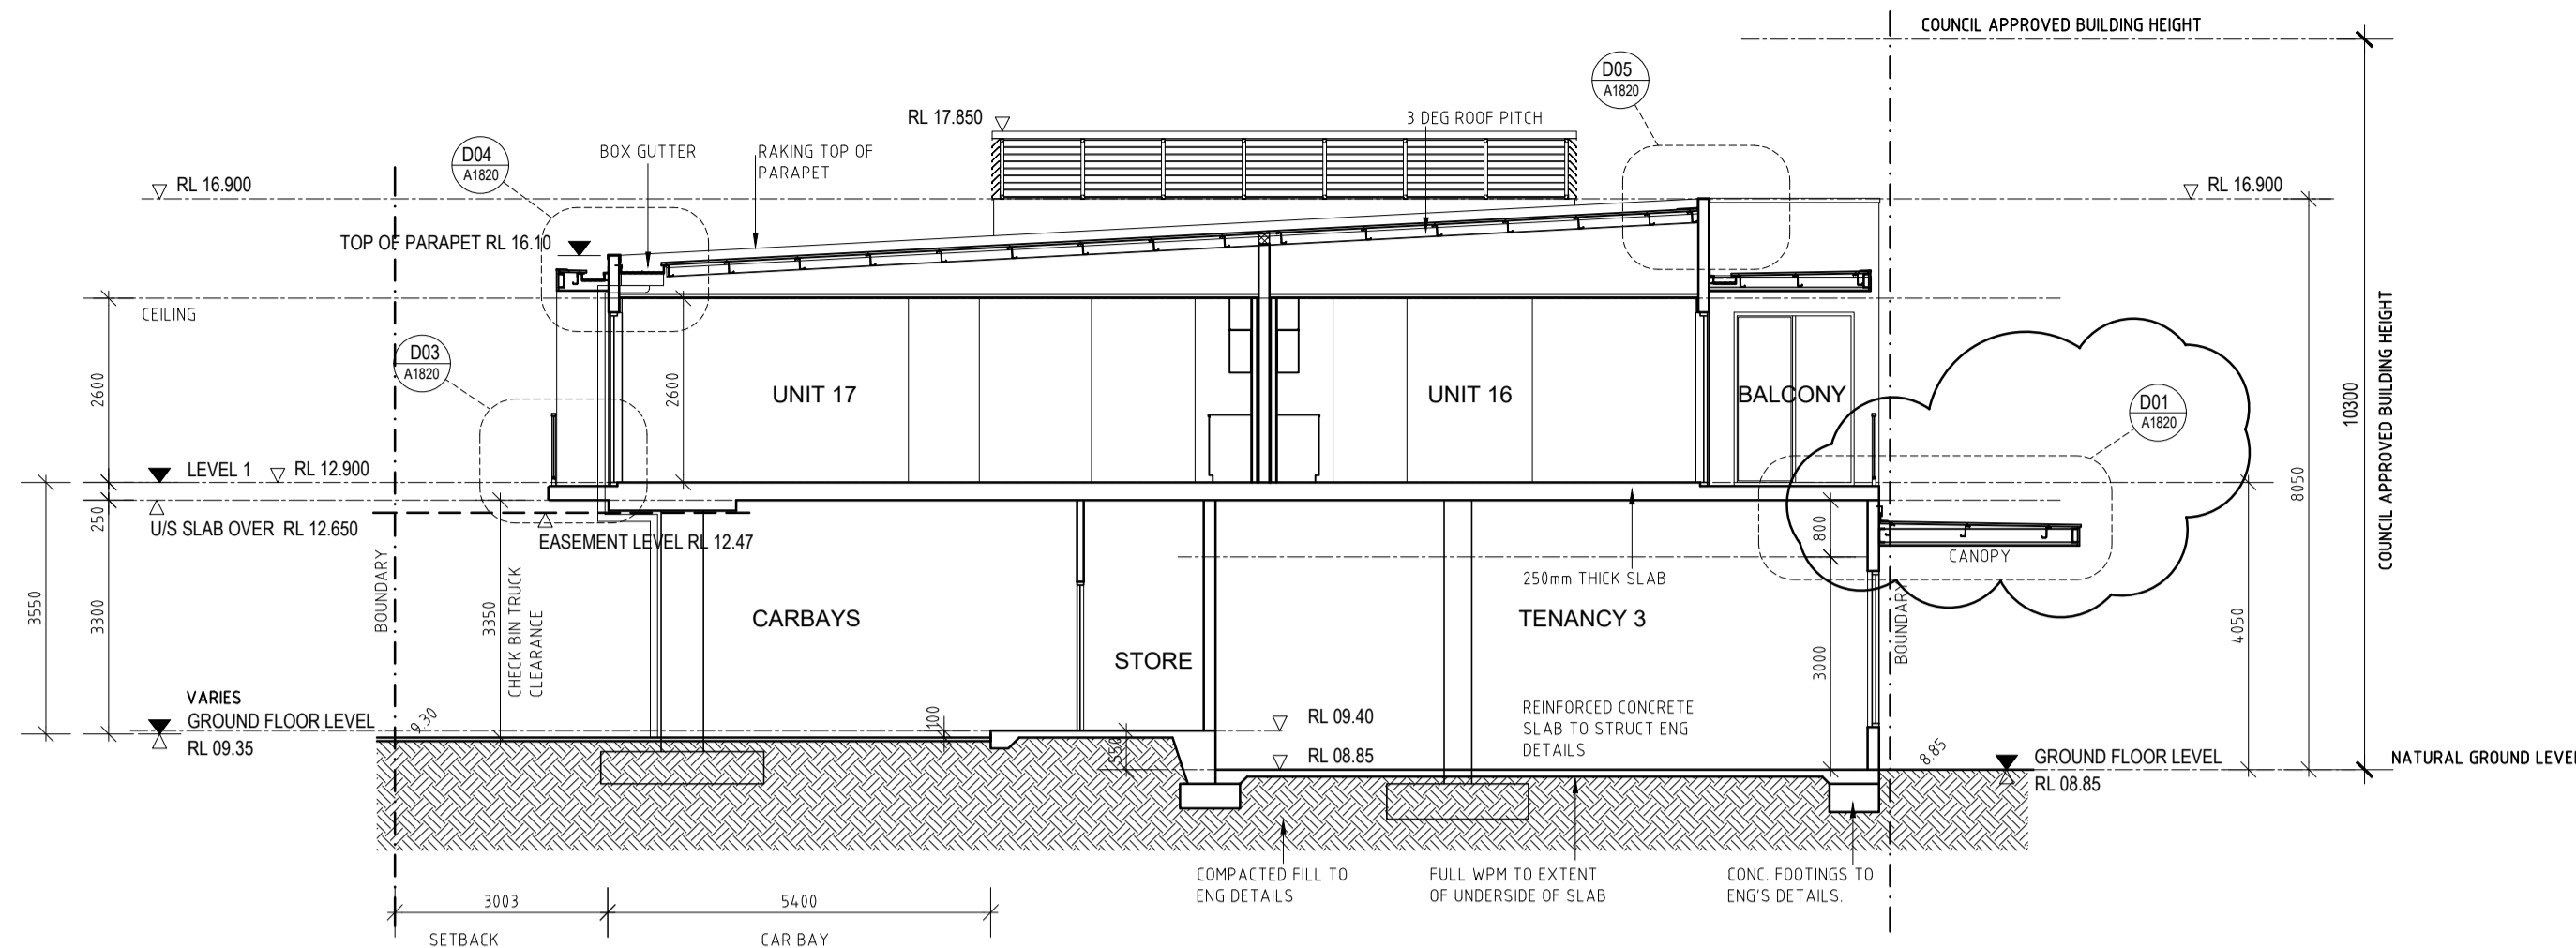 COUNCIL APPROVED BUILDING HEIGHT
D05
A1820
RL 17.850
3 DEG ROOF PITCH
D04
A1820
BOX GUTTER
RAKING TOP OF
PARAPET
RL 16.900
RL 16.900
TOP OF PARAPET RL 16.10
CEILING
D03
A1820
2600
2600
UNIT 17
UNIT 16
BALCONY
D01
A1820
10300
COUNCIL APPROVED BUILDING HEIGHT
8050
LEVEL 1
RL 12.900
250
U/S SLAB OVER RL 12.650
EASEMENT LEVEL RL 12.47
800
CANOPY
250mm THICK SLAB
BOUNDARY
3550
3300
3350
CHECK BIN TRUCK
CLEARANCE
CARBAYS
STORE
TENANCY 3
3000
BOUNDARY
4050
VARIES
GROUND FLOOR LEVEL
RL 09.35
9.30
100
550
RL 09.40
RL 08.85
REINFORCED CONCRETE
SLAB TO STRUCT ENG
DETAILS
8.85
GROUND FLOOR LEVEL
RL 08.85
NATURAL GROUND LEVEL
COMPACTED FILL TO
ENG DETAILS
FULL WPM TO EXTENT
OF UNDERSIDE OF SLAB
CONC. FOOTINGS TO
ENG'S DETAILS.
3003
5400
SETBACK
CAR BAY